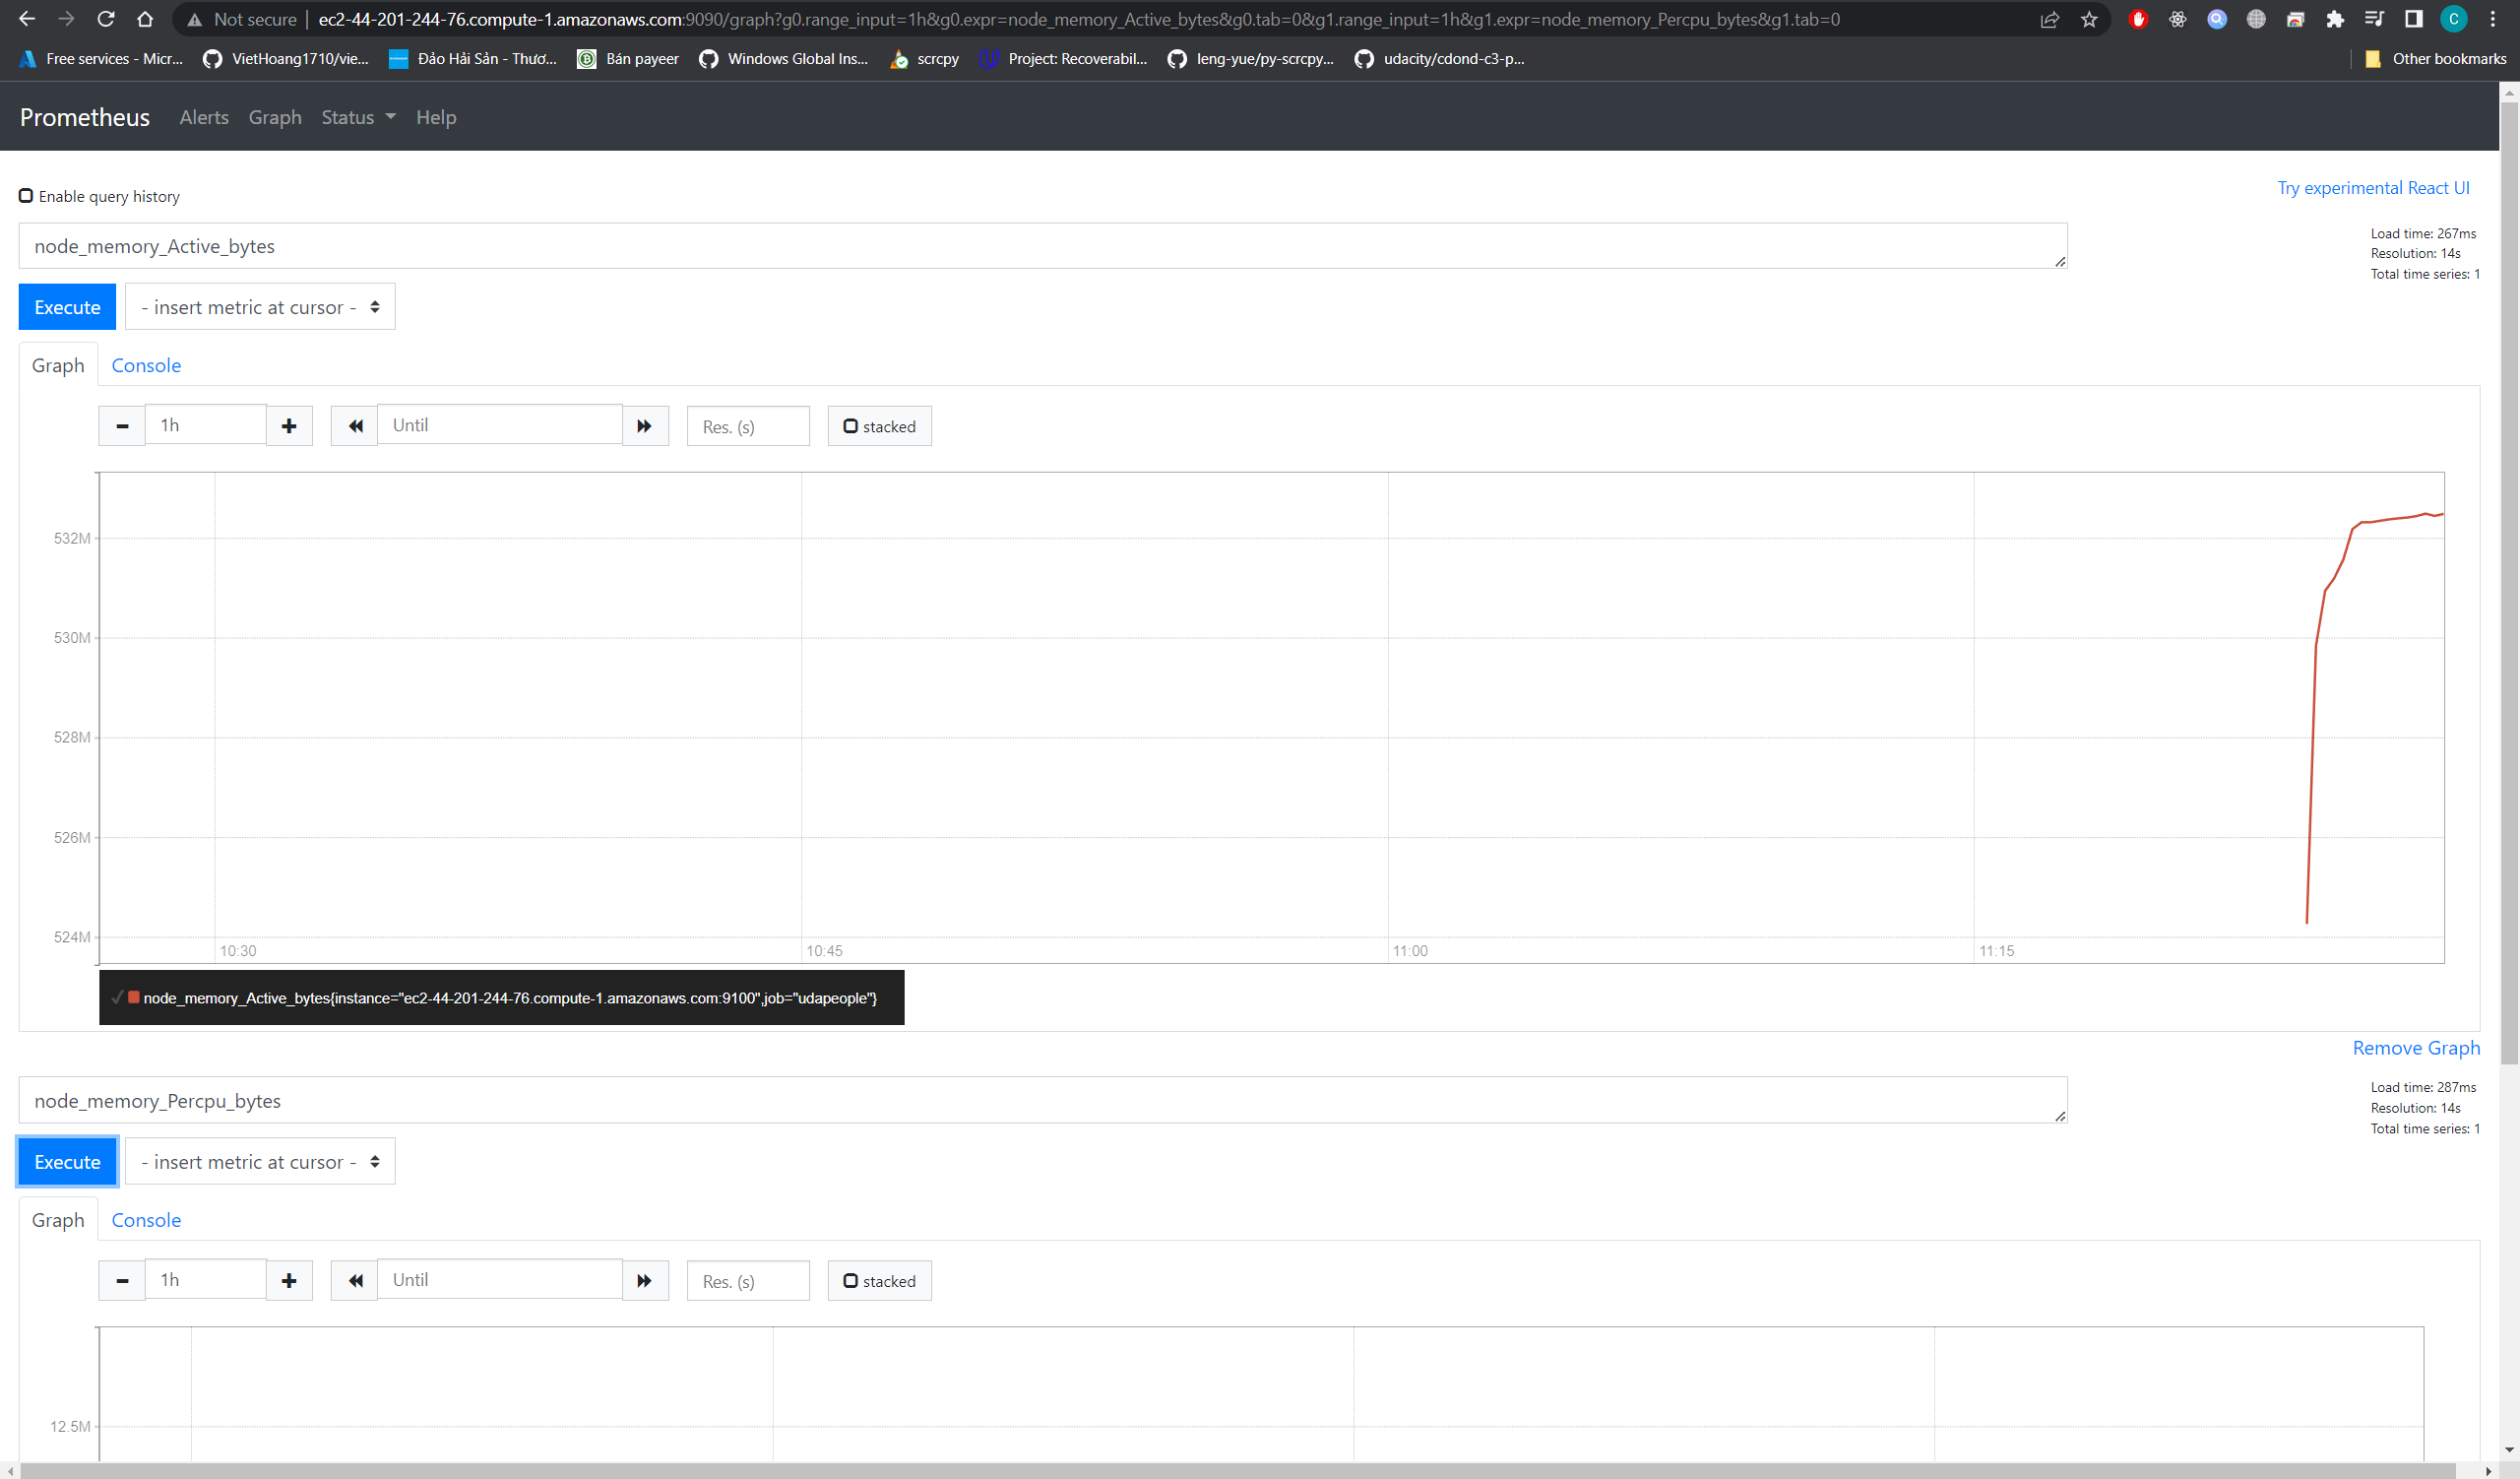 Not secure | ec2-44-201-244-76.compute-1.amazonaws.com:9090/graph?g0.range_input=1h&g0.expr=node_memory_Active_bytes&g0.tab=0&g1.range_input=1h&g1.expr=node_memory_Percpu_bytes&g1.tab=0 C
Free services - Micr... VietHoang1710/vie... Đảo Hải Sản - Thươ... Bán payeer Windows Global Ins... scrcpy Project: Recoverabil... leng-yue/py-scrcpy... udacity/cdond-c3-p... Other bookmarks
Prometheus Alerts Graph Status Help
Enable query history Try experimental React UI
node_memory_Active_bytes
Load time: 267ms
Resolution: 14s
Total time series: 1
Execute - insert metric at cursor -
Graph Console
1h Until Res. (s) stacked
532M
530M
528M
526M
524M
10:30 10:45 11:00 11:15
node_memory_Active_bytes{instance="ec2-44-201-244-76.compute-1.amazonaws.com:9100",job="udapeople"}
Remove Graph
node_memory_Percpu_bytes
Load time: 287ms
Resolution: 14s
Total time series: 1
Execute - insert metric at cursor -
Graph Console
1h Until Res. (s) stacked
12.5M